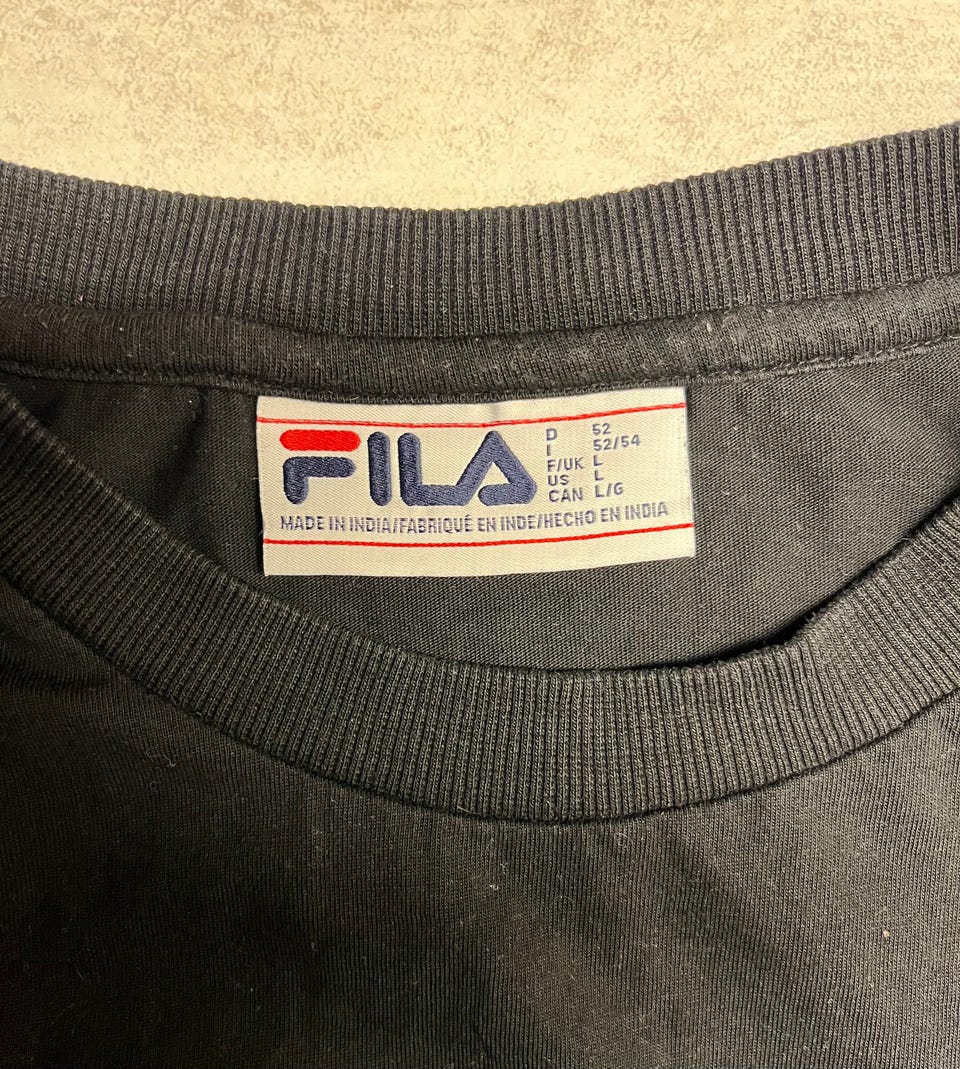 FILA
D 52
I 52/54
F/UK L
US L
CAN L/G
MADE IN INDIA/FABRIQUÉ EN INDE/HECHO EN INDIA